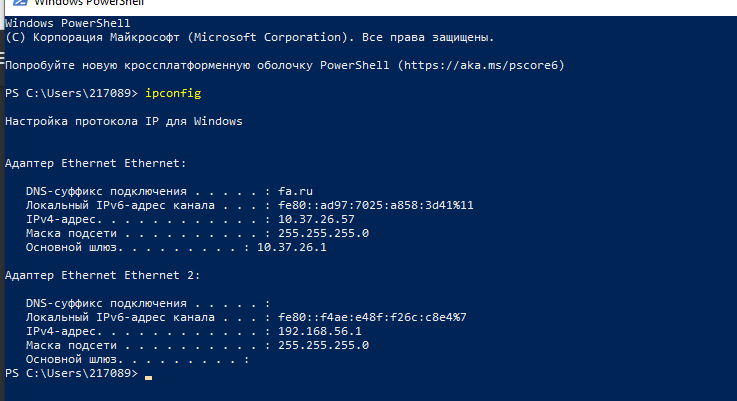 Windows PowerShell
Windows PowerShell
(C) Корпорация Майкрософт (Microsoft Corporation). Все права защищены.
Попробуйте новую кроссплатформенную оболочку PowerShell (https://aka.ms/pscore6)
PS C:\Users\217089> ipconfig
Настройка протокола IP для Windows
Адаптер Ethernet Ethernet:
DNS-суффикс подключения . . . . . : fa.ru
Локальный IPv6-адрес канала . . . : fe80::ad97:7025:a858:3d41%11
IPv4-адрес. . . . . . . . . . . . : 10.37.26.57
Маска подсети . . . . . . . . . . : 255.255.255.0
Основной шлюз. . . . . . . . . : 10.37.26.1
Адаптер Ethernet Ethernet 2:
DNS-суффикс подключения . . . . . :
Локальный IPv6-адрес канала . . . : fe80::f4ae:e48f:f26c:c8e4%7
IPv4-адрес. . . . . . . . . . . . : 192.168.56.1
Маска подсети . . . . . . . . . . : 255.255.255.0
Основной шлюз. . . . . . . . . :
PS C:\Users\217089>